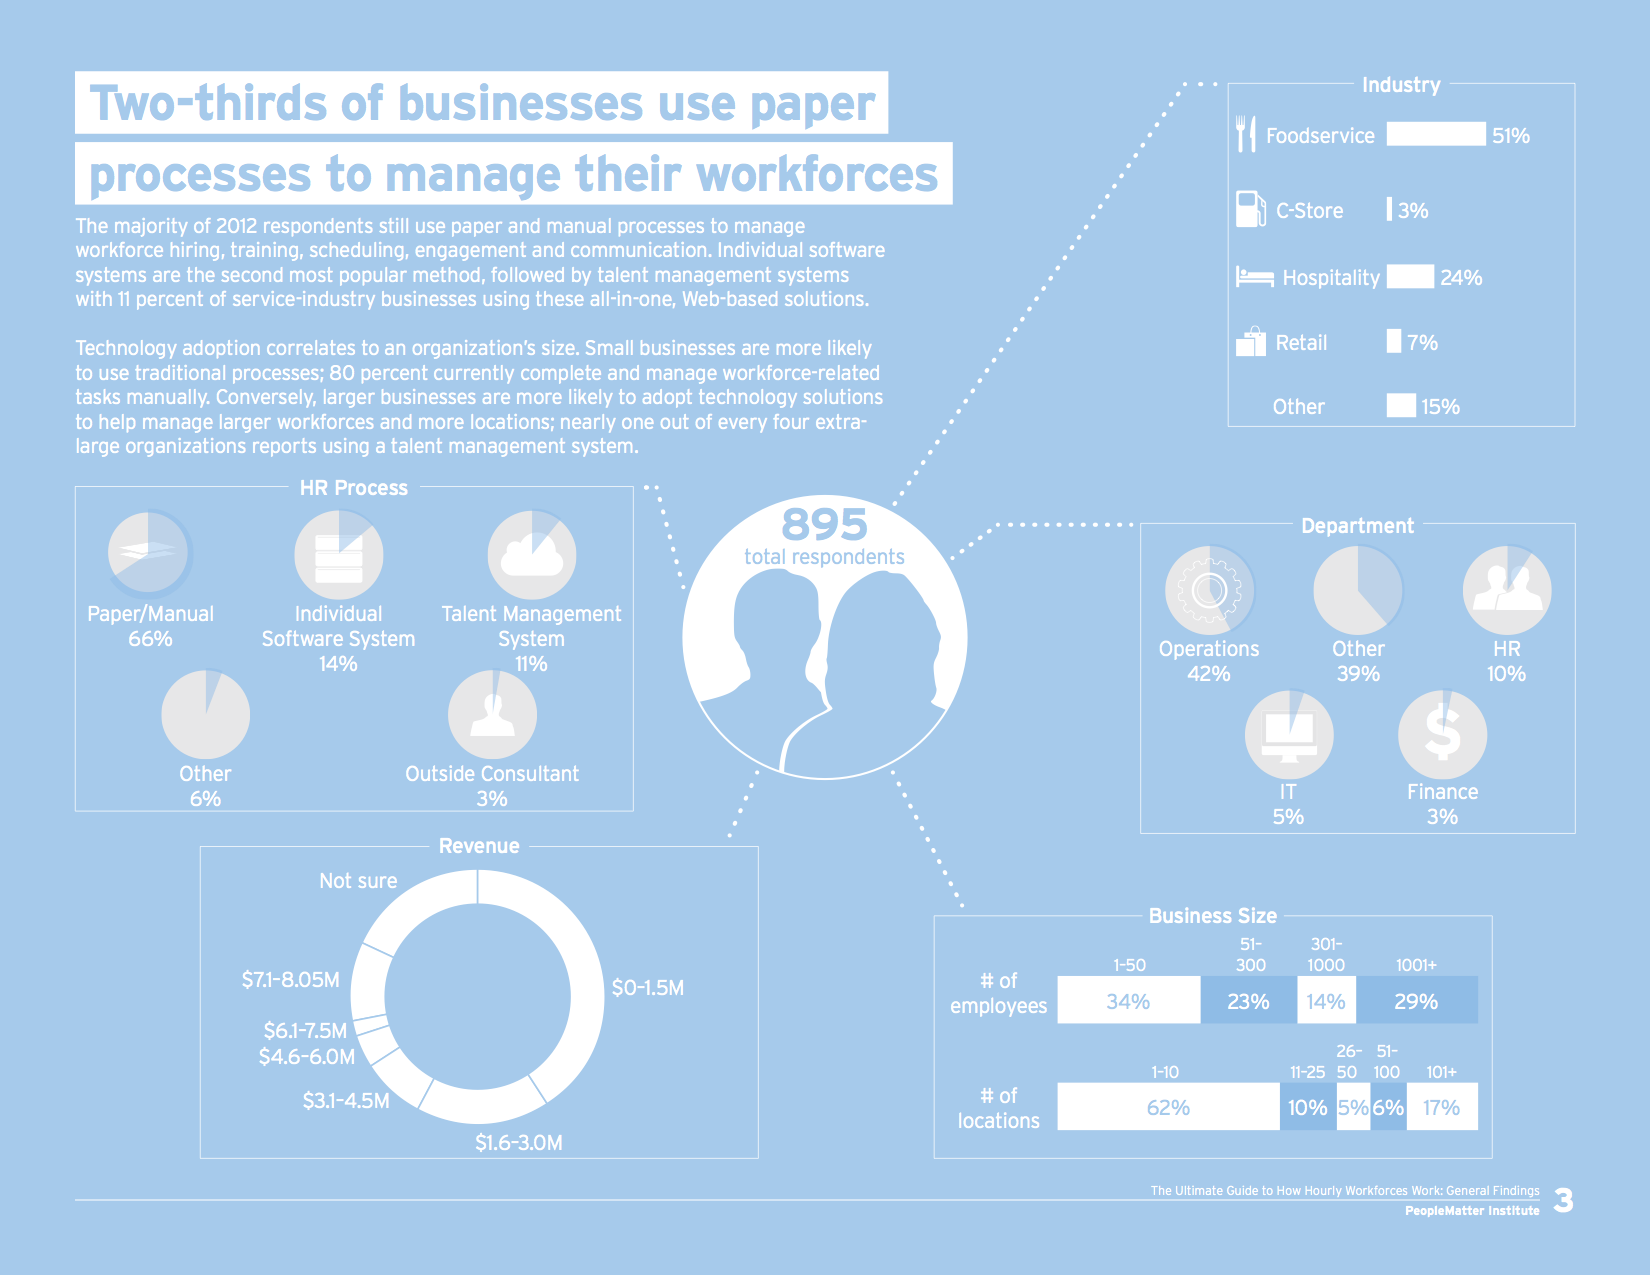 Two-thirds of businesses use paper
processes to manage their workforces
The majority of 2012 respondents still use paper and manual processes to manage
workforce hiring, training, scheduling, engagement and communication. Individual software
systems are the second most popular method, followed by talent management systems
with 11 percent of service-industry businesses using these all-in-one, Web-based solutions.
Technology adoption correlates to an organization's size. Small businesses are more likely
to use traditional processes; 80 percent currently complete and manage workforce-related
tasks manually. Conversely, larger businesses are more likely to adopt technology solutions
to help manage larger workforces and more locations; nearly one out of every four extra-
large organizations reports using a talent management system.
Industry
Foodservice 51%
C-Store 3%
Hospitality 24%
Retail 7%
Other 15%
HR Process
Paper/Manual
66%
Individual
Software System
14%
Talent Management
System
11%
Other
6%
Outside Consultant
3%
895
total respondents
Department
Operations
42%
Other
39%
HR
10%
IT
5%
Finance
3%
Revenue
Not sure
$0-1.5M
$7.1-8.05M
$6.1-7.5M
$4.6-6.0M
$3.1-4.5M
$1.6-3.0M
Business Size
# of
employees
1-50
51-
300
301-
1000
1001+
34% 23% 14% 29%
# of
locations
1-10
11-25
26-
50
51-
100
101+
62% 10% 5% 6% 17%
The Ultimate Guide to How Hourly Workforces Work: General Findings
PeopleMatter Institute
3